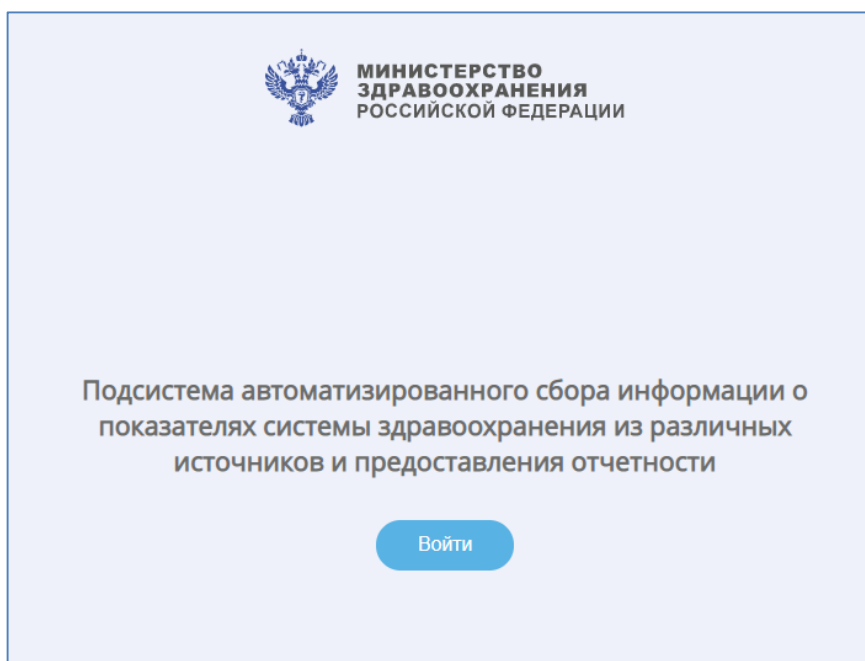 МИНИСТЕРСТВО
ЗДРАВООХРАНЕНИЯ
РОССИЙСКОЙ ФЕДЕРАЦИИ
Подсистема автоматизированного сбора информации о
показателях системы здравоохранения из различных
источников и предоставления отчетности
Войти